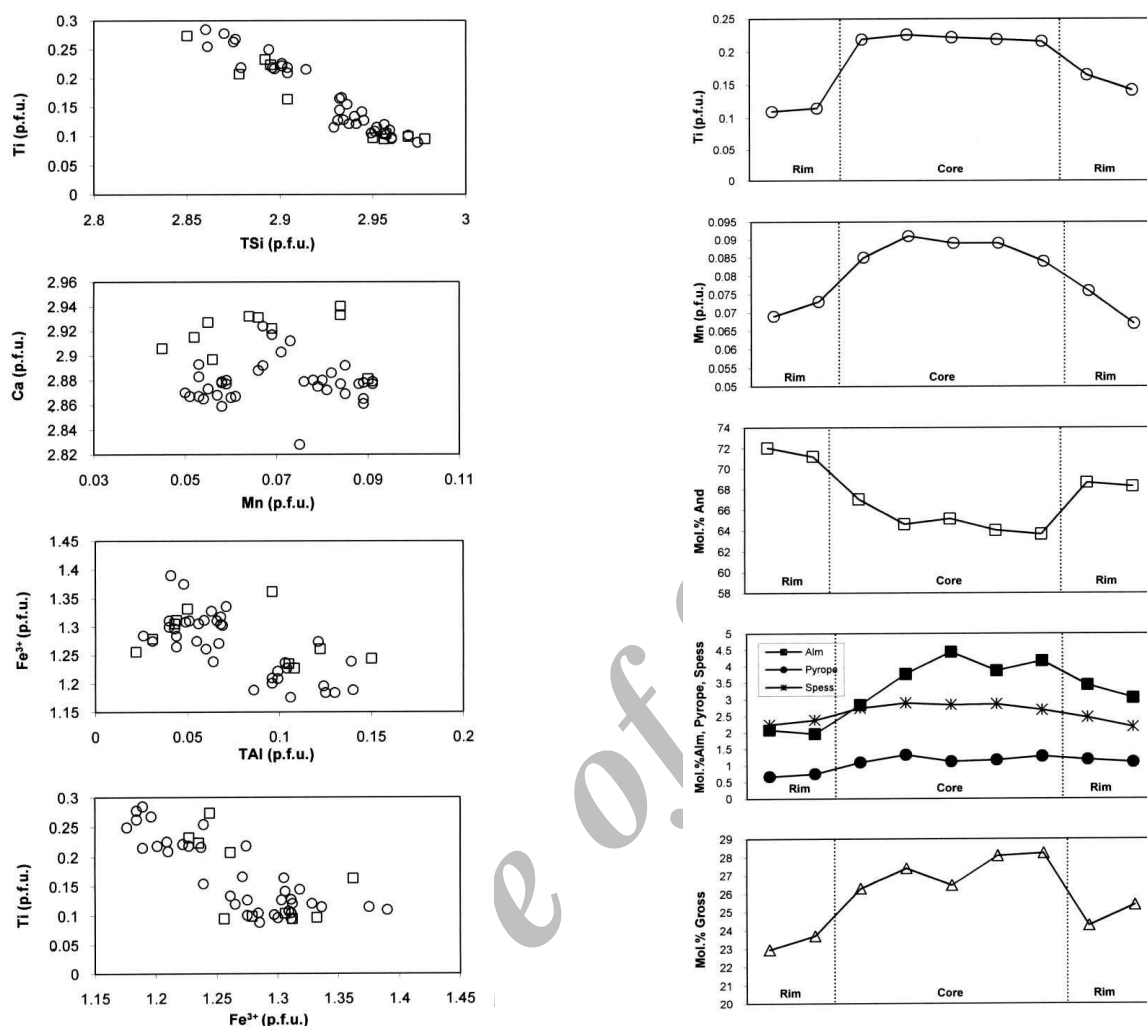 0.3
0.25
0.2
0.15
0.1
0.05
0
Ti (p.f.u.)
2.8 2.85 2.9 2.95 3
TSi (p.f.u.)
2.96
2.94
2.92
2.9
2.88
2.86
2.84
2.82
Ca (p.f.u.)
0.03 0.05 0.07 0.09 0.11
Mn (p.f.u.)
1.45
1.4
1.35
1.3
1.25
1.2
1.15
Fe³⁺ (p.f.u.)
0 0.05 0.1 0.15 0.2
TAl (p.f.u.)
0.3
0.25
0.2
0.15
0.1
0.05
0
Ti (p.f.u.)
1.15 1.2 1.25 1.3 1.35 1.4 1.45
Fe³⁺ (p.f.u.)
0.25
0.2
0.15
0.1
0.05
0
Ti (p.f.u.)
Rim Core Rim
0.095
0.09
0.085
0.08
0.075
0.07
0.065
0.06
0.055
0.05
Mn (p.f.u.)
Rim Core Rim
74
72
70
68
66
64
62
60
58
Mol.% And
Rim Core Rim
5
4.5
4
3.5
3
2.5
2
1.5
1
0.5
0
Mol.%Alm, Pyrope, Spess
Alm
Pyrope
Spess
Rim Core Rim
29
28
27
26
25
24
23
22
21
20
Mol.% Gross
Rim Core Rim
e of